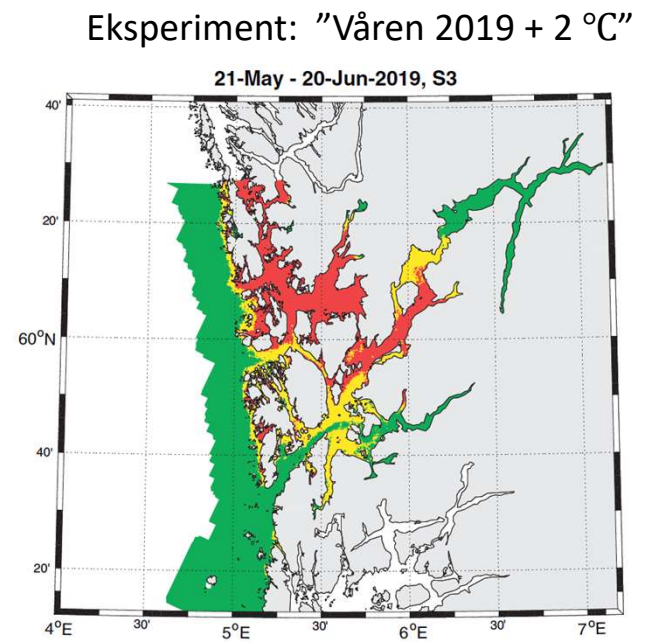 Eksperiment: ”Våren 2019 + 2 °C”
21-May - 20-Jun-2019, S3
40'
20'
60°N
40'
20'
4°E 30' 5°E 30' 6°E 30' 7°E